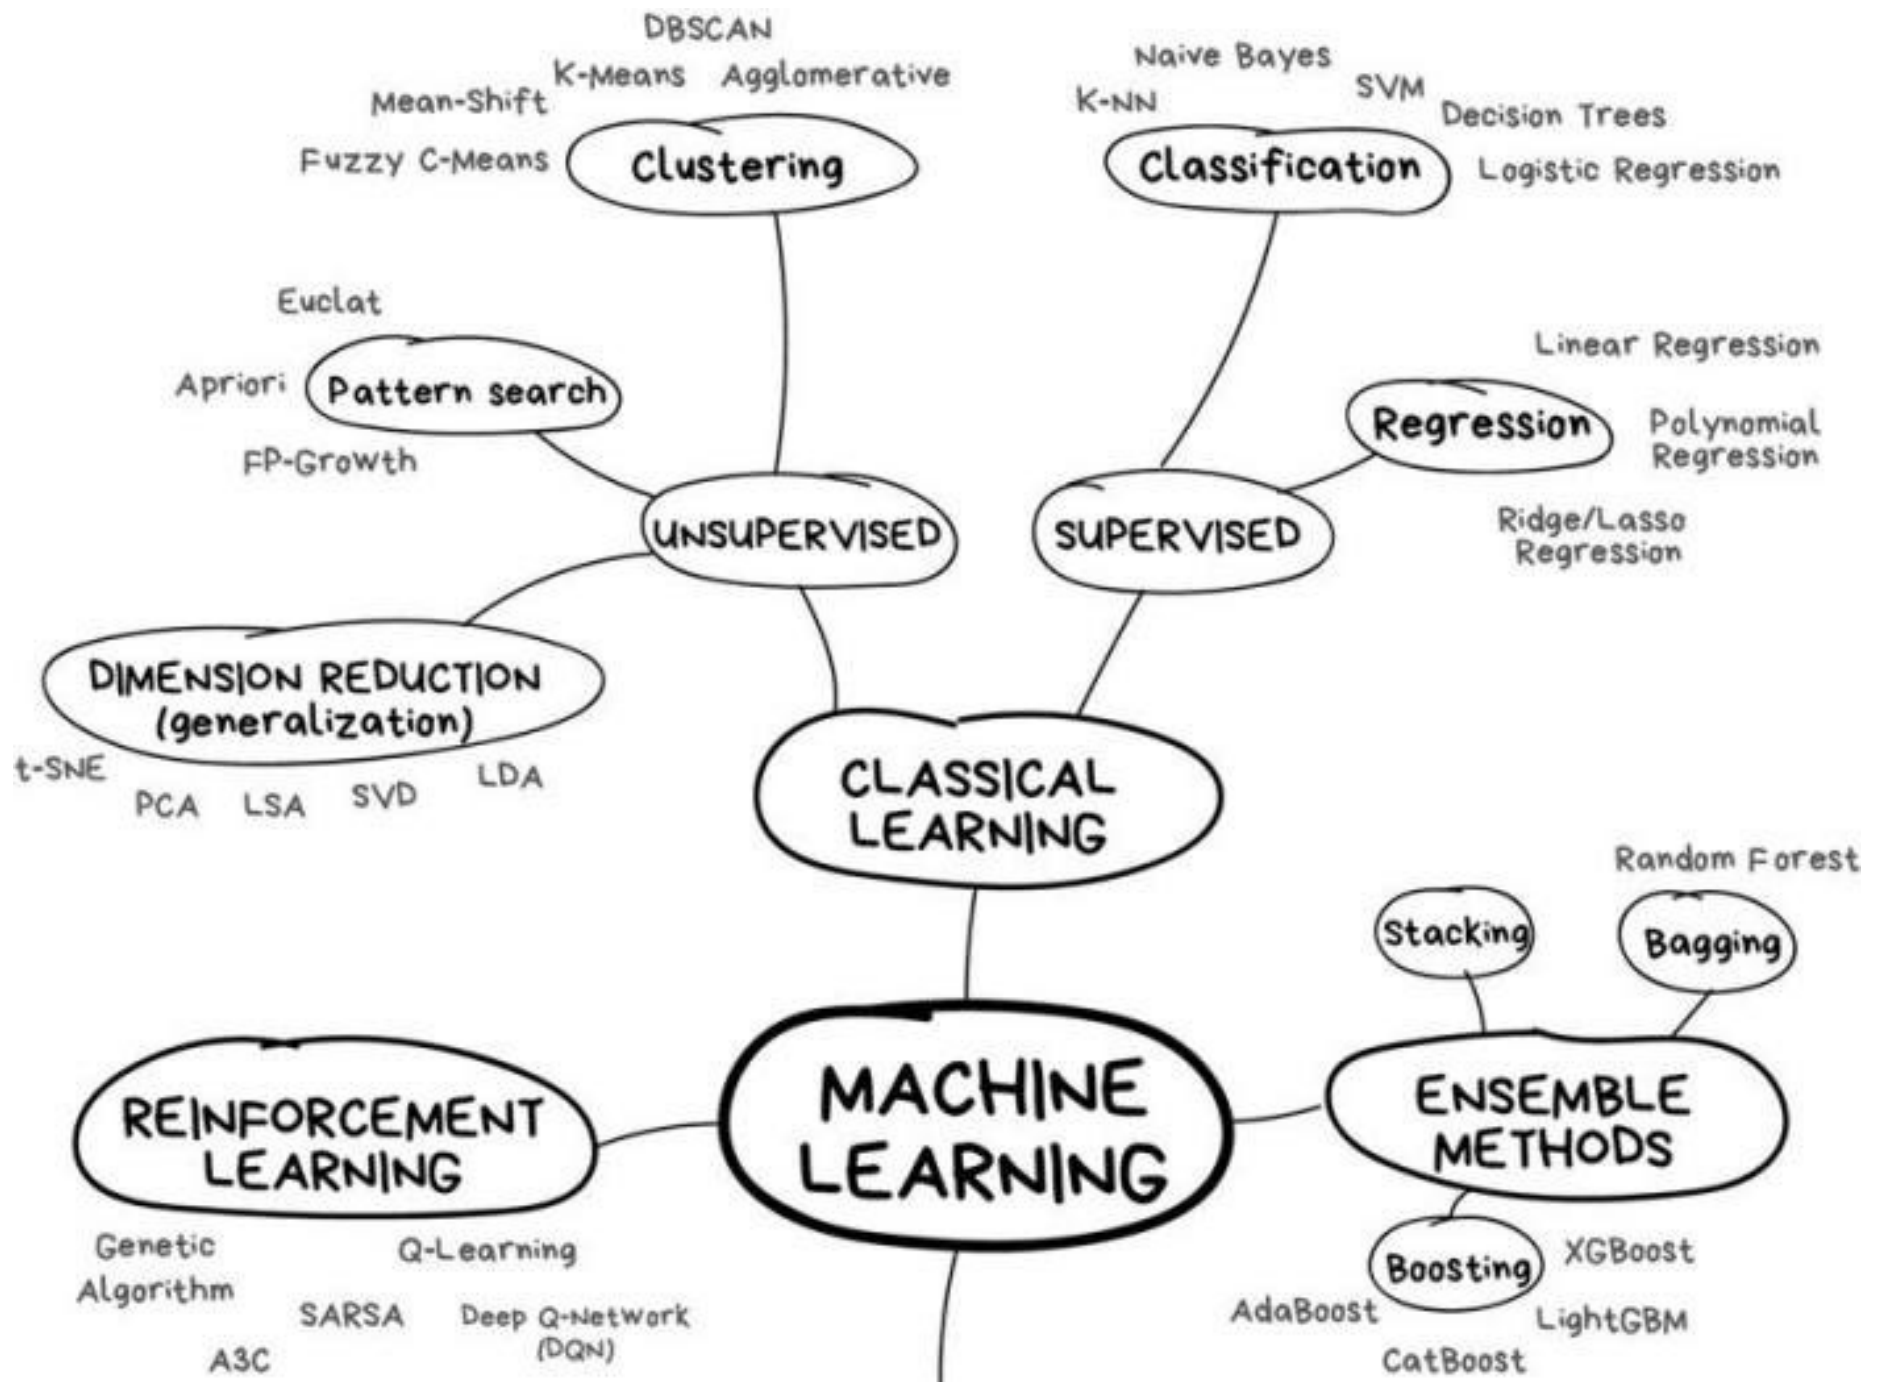 DBSCAN
K-Means
Agglomerative
Mean-Shift
Fuzzy C-Means
Clustering
Naive Bayes
K-NN
SVM
Decision Trees
Classification
Logistic Regression
Euclat
Apriori
Pattern search
FP-Growth
Linear Regression
Regression
Polynomial
Regression
Ridge/Lasso
Regression
UNSUPERVISED
SUPERVISED
DIMENSION REDUCTION
(generalization)
t-SNE
PCA
LSA
SVD
LDA
CLASSICAL
LEARNING
Random Forest
Stacking
Bagging
MACHINE
LEARNING
REINFORCEMENT
LEARNING
ENSEMBLE
METHODS
Genetic
Algorithm
Q-Learning
SARSA
Deep Q-Network
(DQN)
A3C
Boosting
XGBoost
AdaBoost
LightGBM
CatBoost